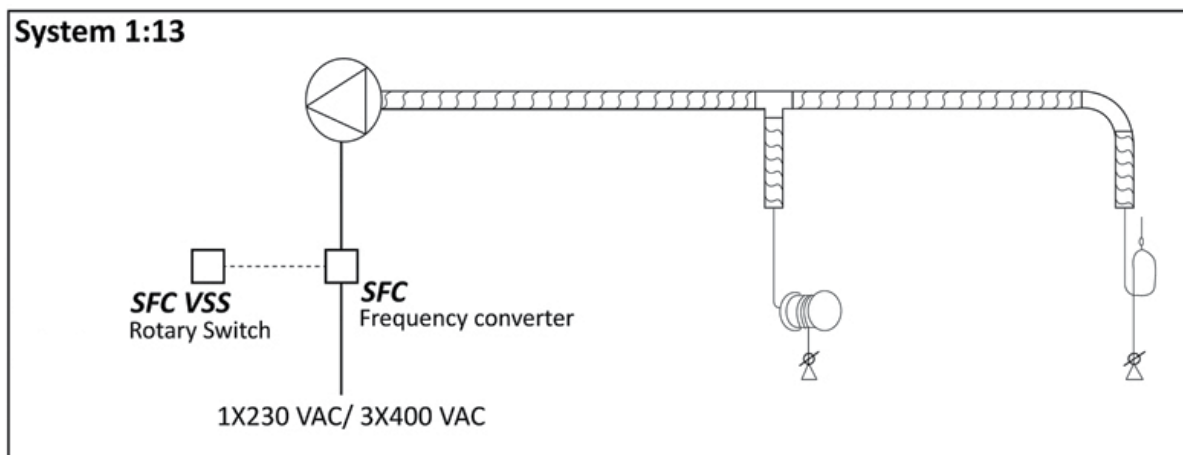 System 1:13
SFC VSS
Rotary Switch
SFC
Frequency converter
1X230 VAC/ 3X400 VAC